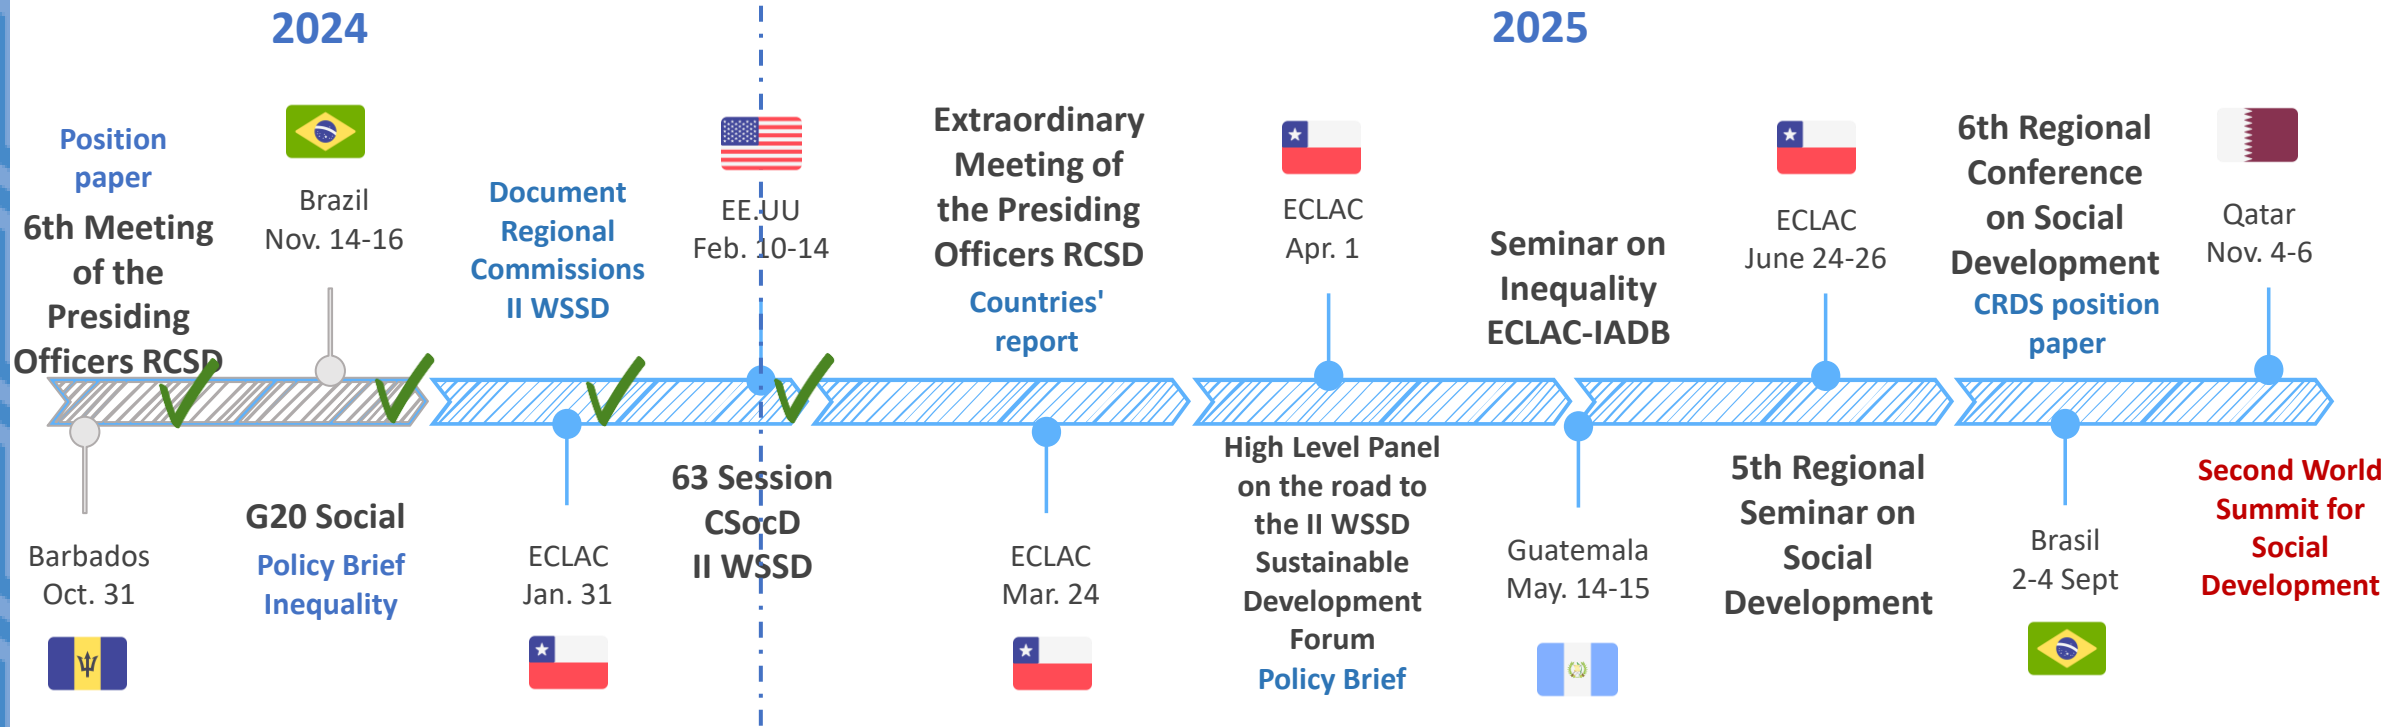 2024
2025
Position
paper
6th Meeting
of the
Presiding
Officers RCSD
Barbados
Oct. 31
Brazil
Nov. 14-16
G20 Social
Policy Brief
Inequality
Document
Regional
Commissions
II WSSD
ECLAC
Jan. 31
EE.UU
Feb. 10-14
63 Session
CSocD
II WSSD
Extraordinary
Meeting of
the Presiding
Officers RCSD
Countries'
report
ECLAC
Mar. 24
ECLAC
Apr. 1
High Level Panel
on the road to
the II WSSD
Sustainable
Development
Forum
Policy Brief
Seminar on
Inequality
ECLAC-IADB
Guatemala
May. 14-15
ECLAC
June 24-26
5th Regional
Seminar on
Social
Development
6th Regional
Conference
on Social
Development
CRDS position
paper
Brasil
2-4 Sept
Qatar
Nov. 4-6
Second World
Summit for
Social
Development